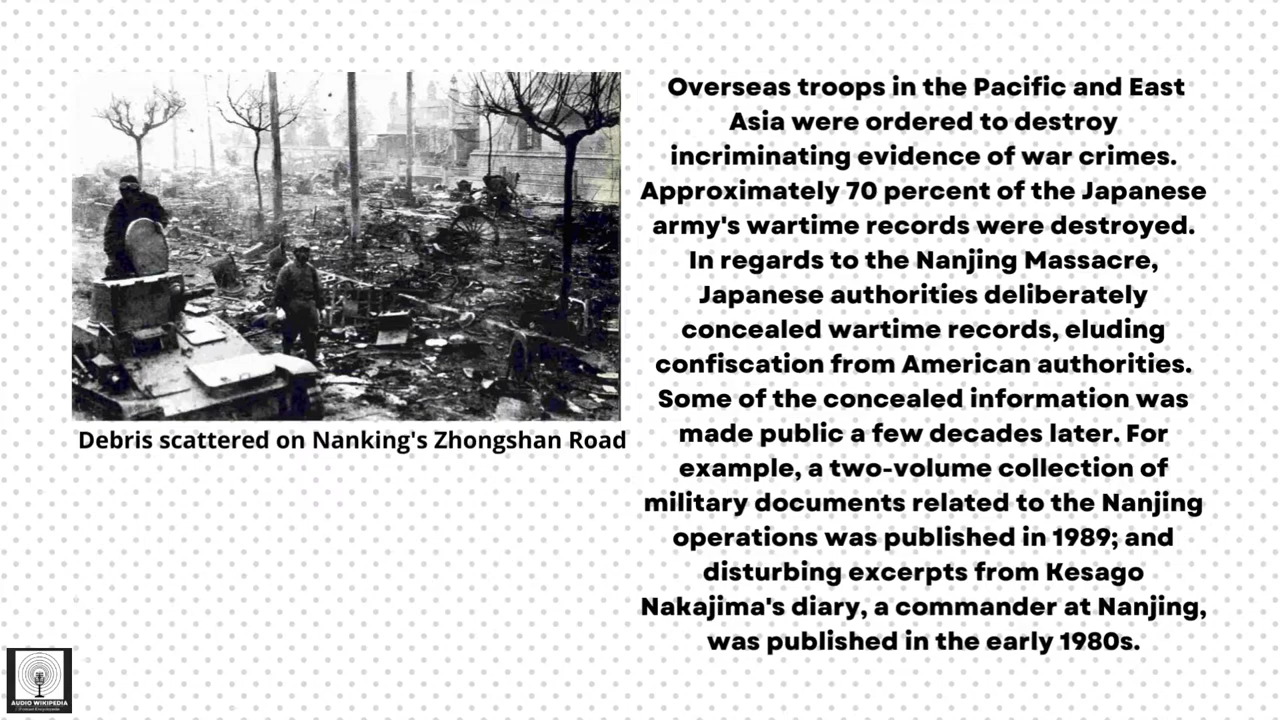 Overseas troops in the Pacific and East
Asia were ordered to destroy
incriminating evidence of war crimes.
Approximately 70 percent of the Japanese
army's wartime records were destroyed.
In regards to the Nanjing Massacre,
Japanese authorities deliberately
concealed wartime records, eluding
confiscation from American authorities.
Some of the concealed information was
made public a few decades later. For
example, a two-volume collection of
military documents related to the Nanjing
operations was published in 1989; and
disturbing excerpts from Kesago
Nakajima's diary, a commander at Nanjing,
was published in the early 1980s.
Debris scattered on Nanking's Zhongshan Road
AUDIO WIKIPEDIA